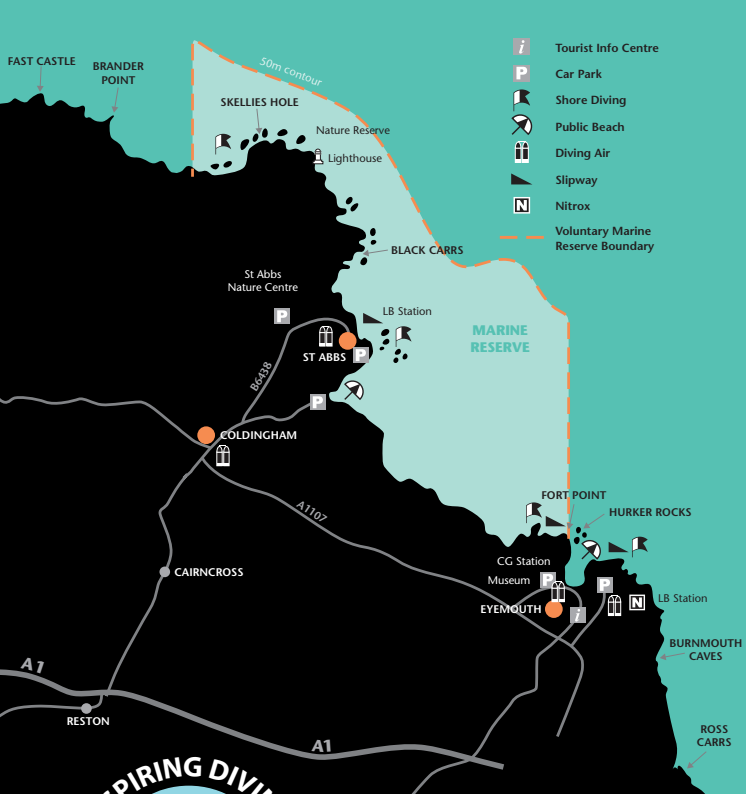 FAST CASTLE
BRANDER
POINT
50m contour
SKELLIES HOLE
Nature Reserve
Lighthouse
i Tourist Info Centre
P Car Park
Shore Diving
Public Beach
Diving Air
Slipway
N Nitrox
Voluntary Marine
Reserve Boundary
BLACK CARRS
St Abbs
Nature Centre
P
LB Station
MARINE
RESERVE
ST ABBS
P
B6438
P
COLDINGHAM
A1107
FORT POINT
HURKER ROCKS
CG Station
Museum
P
P
CAIRNCROSS
EYEMOUTH
i
N
LB Station
BURNMOUTH
CAVES
A1
RESTON
A1
ROSS
CARRS
PIRING DIVIN